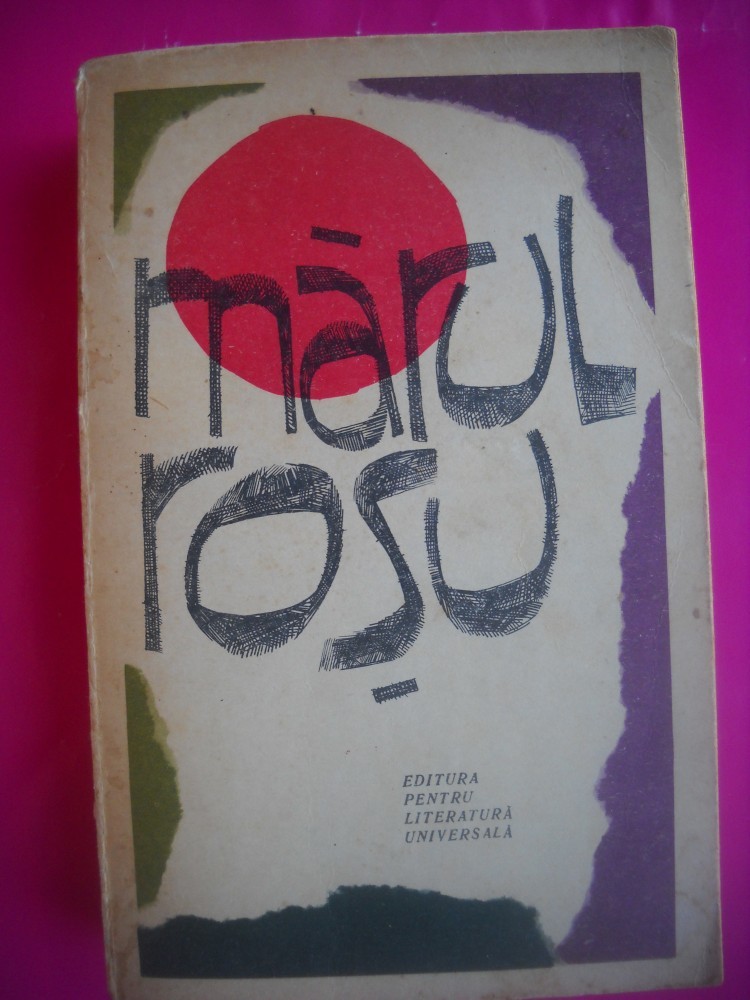 mărul
roșu
EDITURA
PENTRU
LITERATURĂ
UNIVERSALĂ